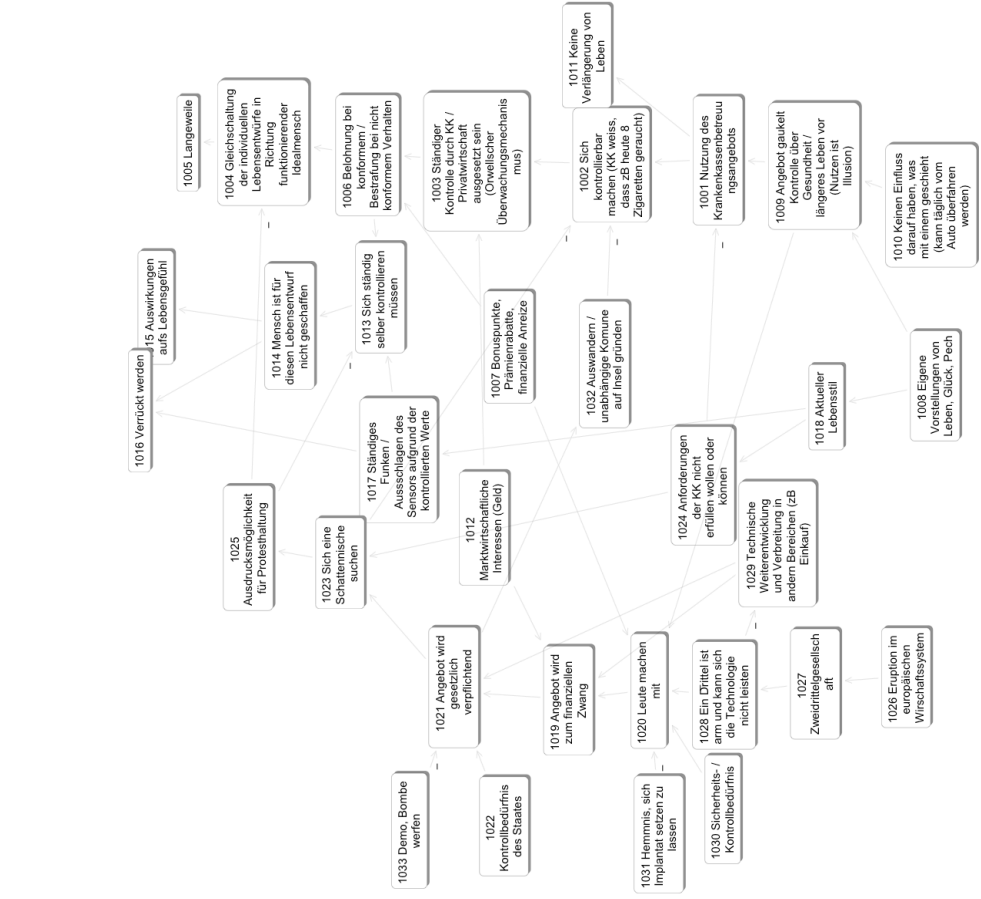 1016 Verrückt werden
15 Auswirkungen
aufs Lebensgefühl
1005 Langeweile
1025
Ausdrucksmöglichkeit
für Protesthaltung
1014 Mensch ist für
diesen Lebensentwurf
nicht geschaffen
1004 Gleichschaltung
der individuellen
Lebensentwürfe in
Richtung
funktionierender
Idealmensch
1023 Sich eine
Schattennische
suchen
1017 Ständiges
Funken /
Aussschlagen des
Sensors aufgrund der
kontrollierten Werte
1013 Sich ständig
selber kontrollieren
müssen
1006 Belohnung bei
konformem /
Bestrafung bei nicht
konformem Verhalten
1033 Demo, Bombe
werfen
1021 Angebot wird
gesetzlich
verpflichtend
1012
Marktwirtschaftliche
Interessen (Geld)
1003 Ständiger
Kontrolle durch KK /
Privatwirtschaft
ausgesetzt sein
(Orwellscher
Überwachungsmechanis
mus)
1022
Kontrollbedürfnis
des Staates
1007 Bonuspunkte,
Prämienrabatte,
finanzielle Anreize
1019 Angebot wird
zum finanziellen
Zwang
1032 Auswandern /
unabhängige Komune
auf Insel gründen
1002 Sich
kontrollierbar
machen (KK weiss,
dass zB heute 8
Zigaretten geraucht)
1011 Keine
Verlängerung von
Leben
1031 Hemmnis, sich
Implantat setzen zu
lassen
1020 Leute machen
mit
1024 Anforderungen
der KK nicht
erfüllen wollen oder
können
1001 Nutzung des
Krankenkassenbetreuu
ngsangebots
1030 Sicherheits- /
Kontrollbedürfnis
1028 Ein Drittel ist
arm und kann sich
die Technologie
nicht leisten
1029 Technische
Weiterentwicklung
und Verbreitung in
andern Bereichen (zB
Einkauf)
1009 Angebot gaukelt
Kontrolle über
Gesundheit /
längeres Leben vor
(Nutzen ist
Illusion)
1027
Zweidrittelgesellsch
aft
1018 Aktueller
Lebensstil
1026 Eruption im
europäischen
Wirtschaftssystem
1008 Eigene
Vorstellungen von
Leben, Glück, Pech
1010 Keinen Einfluss
darauf haben, was
mit einem geschieht
(kann täglich vom
Auto überfahren
werden)